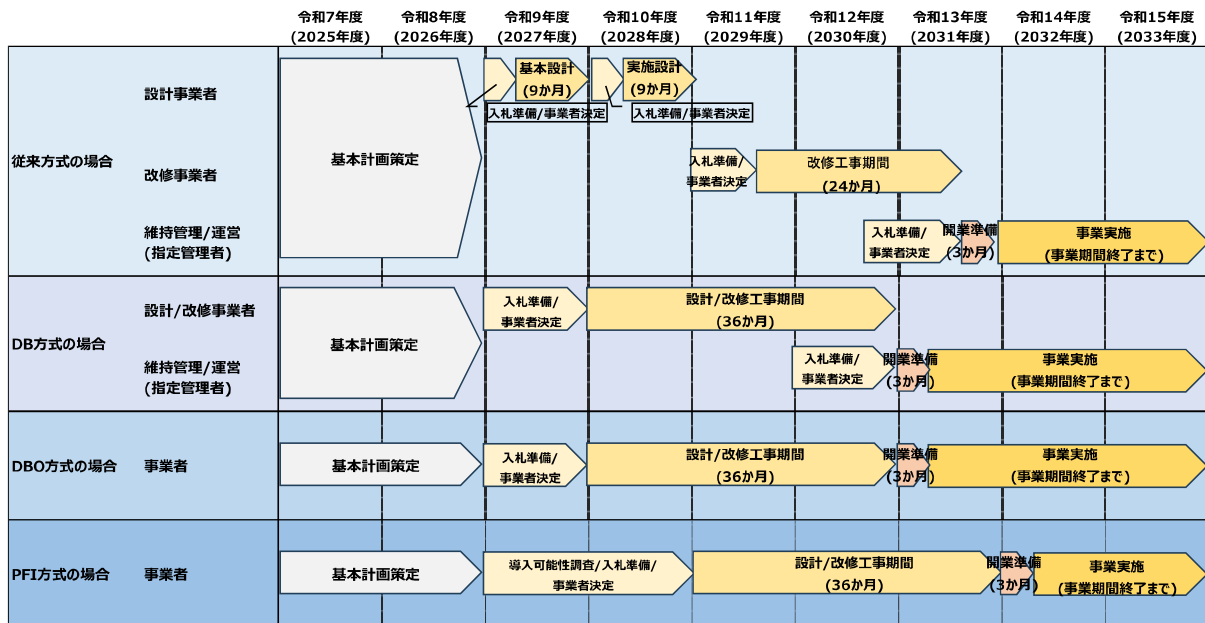 令和7年度
(2025年度)
令和8年度
(2026年度)
令和9年度
(2027年度)
令和10年度
(2028年度)
令和11年度
(2029年度)
令和12年度
(2030年度)
令和13年度
(2031年度)
令和14年度
(2032年度)
令和15年度
(2033年度)
従来方式の場合
設計事業者
基本計画策定
基本設計
(9か月)
実施設計
(9か月)
入札準備/事業者決定
入札準備/事業者決定
改修事業者
入札準備/
事業者決定
改修工事期間
(24か月)
維持管理/運営
(指定管理者)
入札準備/
事業者決定
開業準備
(3か月)
事業実施
(事業期間終了まで)
DB方式の場合
設計/改修事業者
基本計画策定
入札準備/
事業者決定
設計/改修工事期間
(36か月)
維持管理/運営
(指定管理者)
入札準備/
事業者決定
開業準備
(3か月)
事業実施
(事業期間終了まで)
DBO方式の場合
事業者
基本計画策定
入札準備/
事業者決定
設計/改修工事期間
(36か月)
開業準備
(3か月)
事業実施
(事業期間終了まで)
PFI方式の場合
事業者
基本計画策定
導入可能性調査/入札準備/
事業者決定
設計/改修工事期間
(36か月)
開業準備
(3か月)
事業実施
(事業期間終了まで)